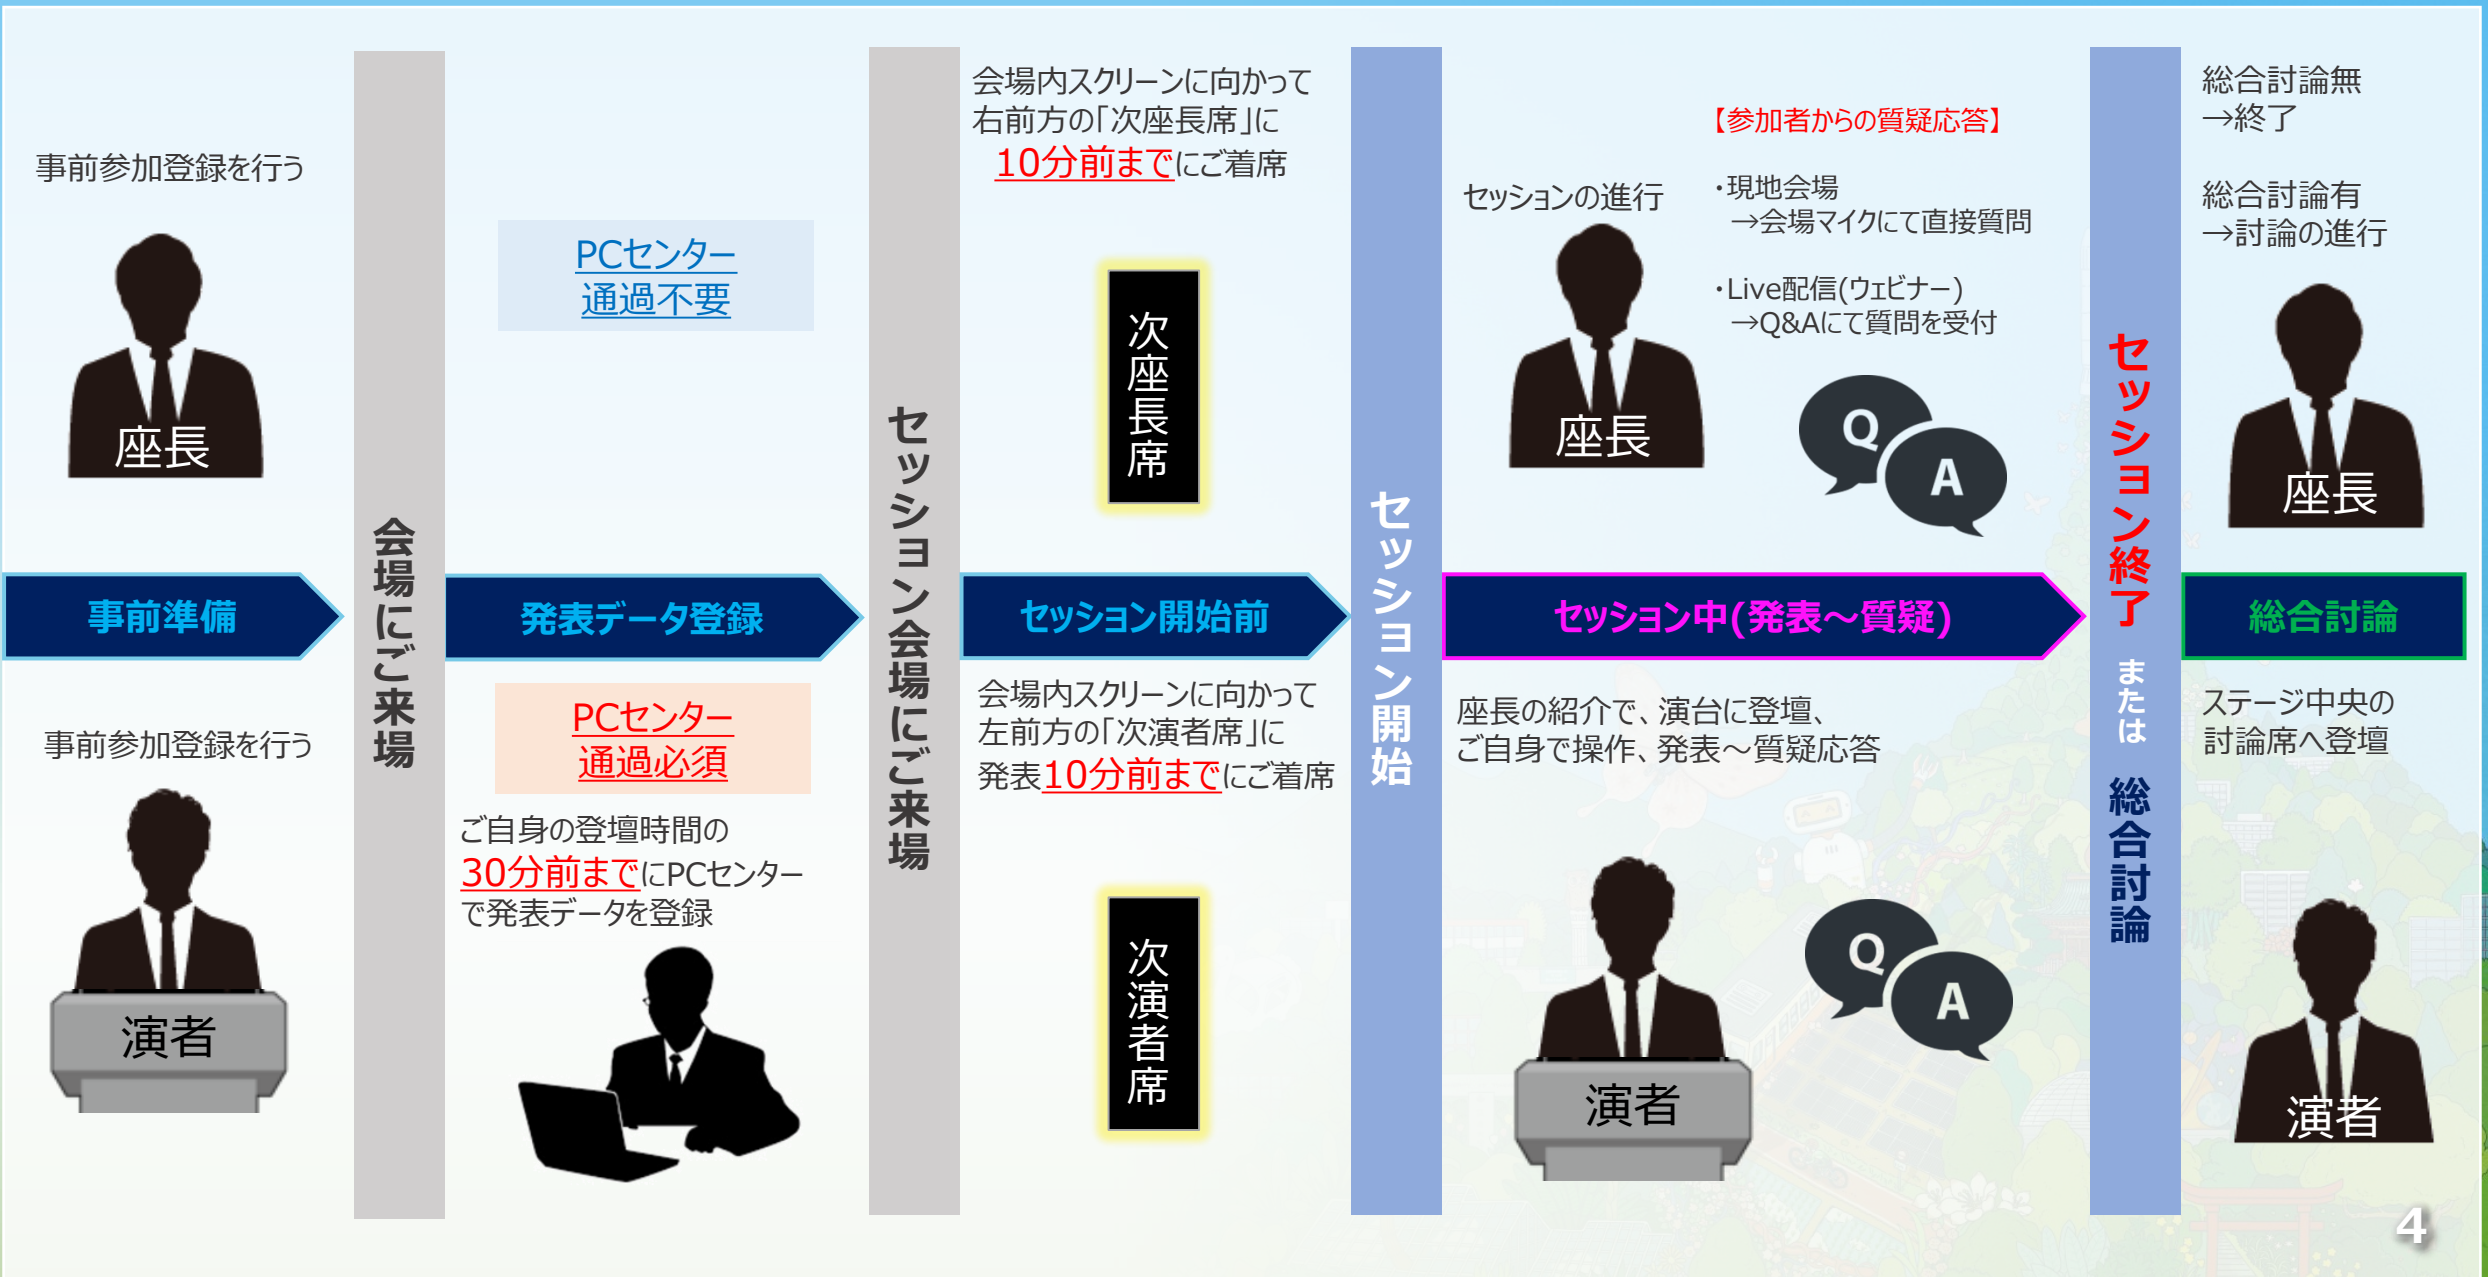 事前参加登録を行う
座長
事前準備
事前参加登録を行う
演者
会場にご来場
PCセンター
通過不要
発表データ登録
PCセンター
通過必須
ご自身の登壇時間の
30分前までにPCセンター
で発表データを登録
セッション会場にご来場
会場内スクリーンに向かって
右前方の「次座長席」に
10分前までにご着席
次座長席
セッション開始前
会場内スクリーンに向かって
左前方の「次演者席」に
発表10分前までにご着席
次演者席
セッション開始
セッションの進行
座長
【参加者からの質疑応答】
・現地会場
→会場マイクにて直接質問
・Live配信(ウェビナー)
→Q&Aにて質問を受付
Q
A
セッション中(発表～質疑)
座長の紹介で、演台に登壇、
ご自身で操作、発表～質疑応答
演者
Q
A
セッション終了 または 総合討論
総合討論無
→終了
総合討論有
→討論の進行
座長
総合討論
ステージ中央の
討論席へ登壇
演者
4